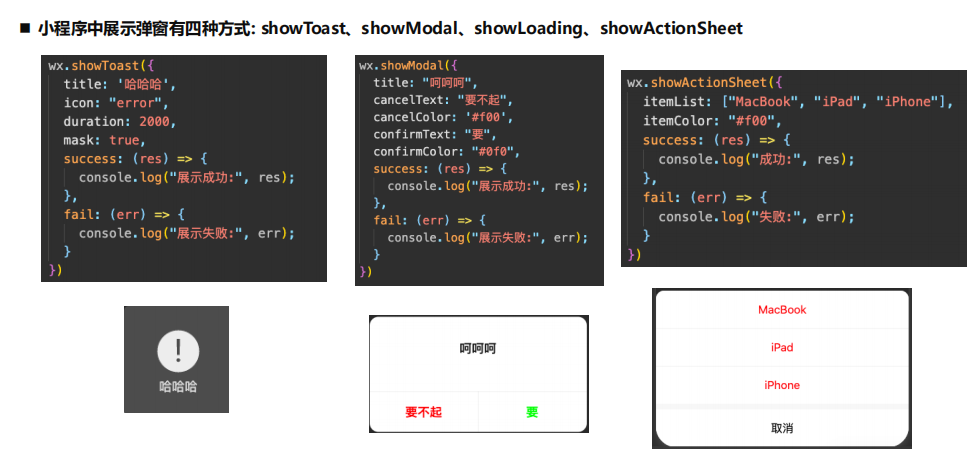 ■ 小程序中展示弹窗有四种方式: showToast、showModal、showLoading、showActionSheet
wx.showToast({
title: '哈哈哈',
icon: "error",
duration: 2000,
mask: true,
success: (res) => {
console.log("展示成功:", res);
},
fail: (err) => {
console.log("展示失败:", err);
}
})
wx.showModal({
title: "呵呵呵",
cancelText: "要不起",
cancelColor: '#f00',
confirmText: "要",
confirmColor: "#0f0",
success: (res) => {
console.log("展示成功:", res);
},
fail: (err) => {
console.log("展示失败:", err);
}
})
wx.showActionSheet({
itemList: ["MacBook", "iPad", "iPhone"],
itemColor: "#f00",
success: (res) => {
console.log("成功:", res);
},
fail: (err) => {
console.log("失败:", err);
}
})
!
哈哈哈
呵呵呵
要不起 要
MacBook
iPad
iPhone
取消